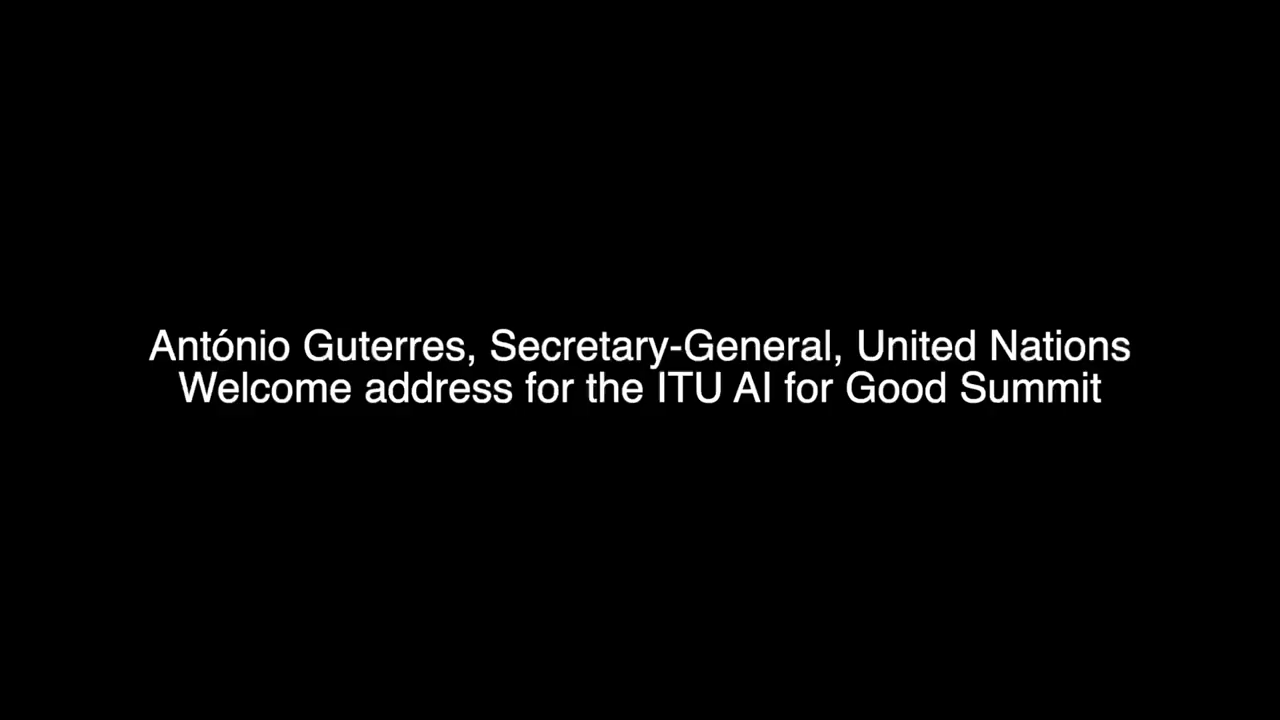 António Guterres, Secretary-General, United Nations
Welcome address for the ITU AI for Good Summit